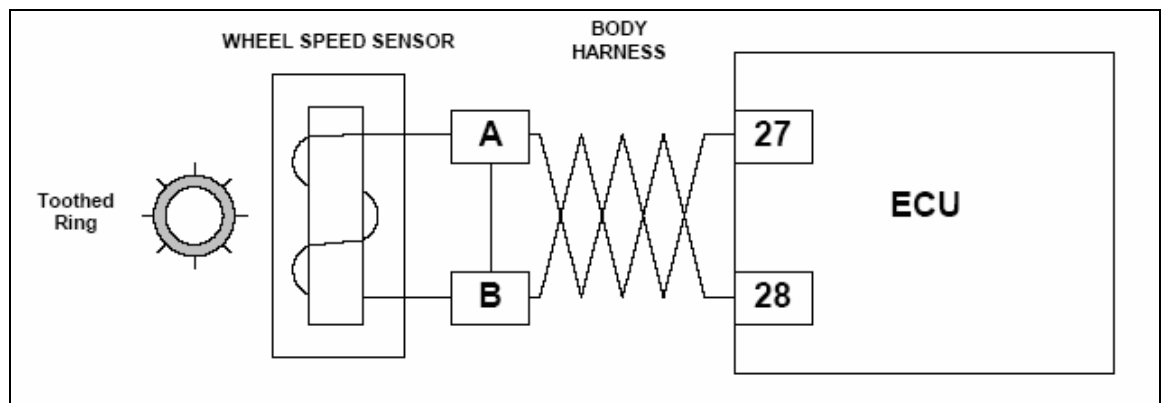 WHEEL SPEED SENSOR
BODY
HARNESS
A
27
Toothed
Ring
ECU
B
28